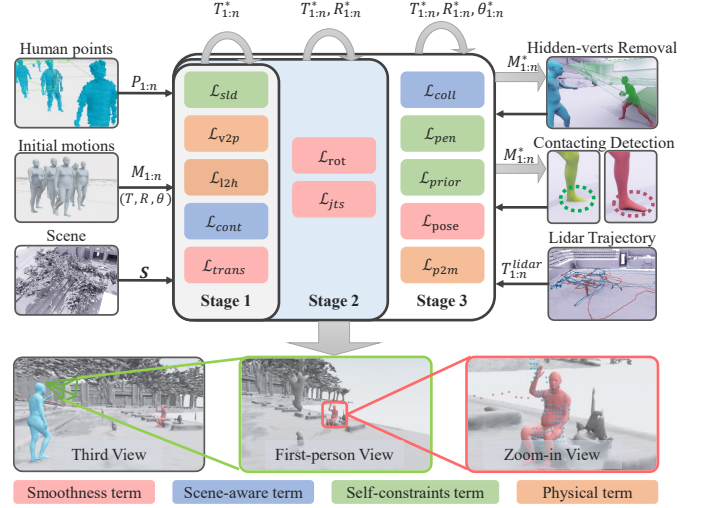 T*1:n
T*1:n, R*1:n
T*1:n, R*1:n, θ*1:n
Human points
P1:n
Initial motions
M1:n
(T, R, θ)
Scene
S
ℒsld
ℒv2p
ℒl2h
ℒcont
ℒtrans
Stage 1
ℒrot
ℒjts
Stage 2
ℒcoll
ℒpen
ℒprior
ℒpose
ℒp2m
Stage 3
M*1:n
Hidden-verts Removal
M*1:n
Contacting Detection
Lidar Trajectory
T1:n^lidar
Third View
First-person View
Zoom-in View
Smoothness term
Scene-aware term
Self-constraints term
Physical term